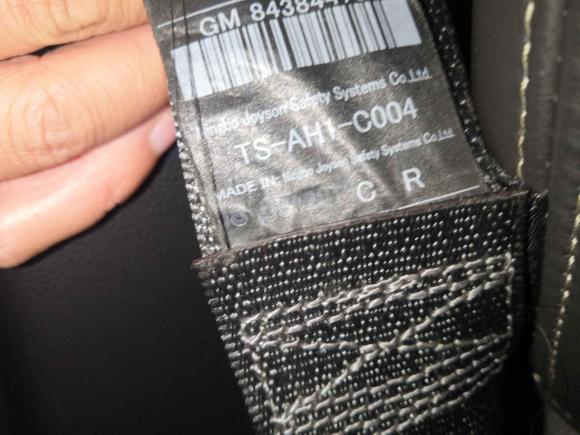 GM 84384
Joyson Safety Systems Co.,Ltd.
TS-AH1-C004
MADE IN: Joyson Safety Systems Co.,Ltd.
C R